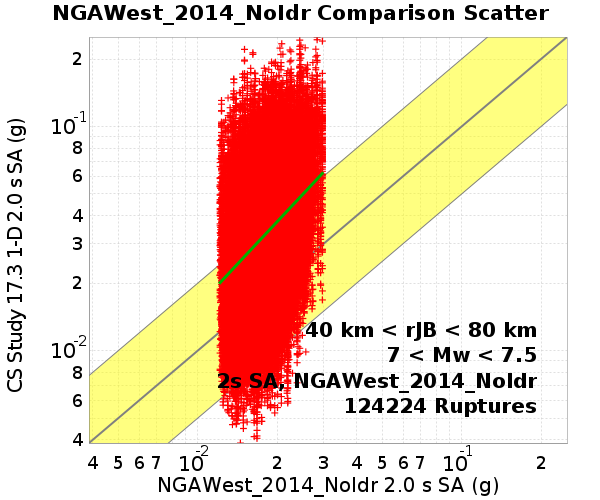 NGAWest_2014_NoIdr Comparison Scatter
CS Study 17.3 1-D 2.0 s SA (g)
2
10-1
8
6
4
3
2
10-2
8
6
4
40 km < rJB < 80 km
7 < Mw < 7.5
2s SA, NGAWest_2014_NoIdr
124224 Ruptures
4 5 6 7 10-2 2 3 4 5 6 7 10-1 2
NGAWest_2014_NoIdr 2.0 s SA (g)